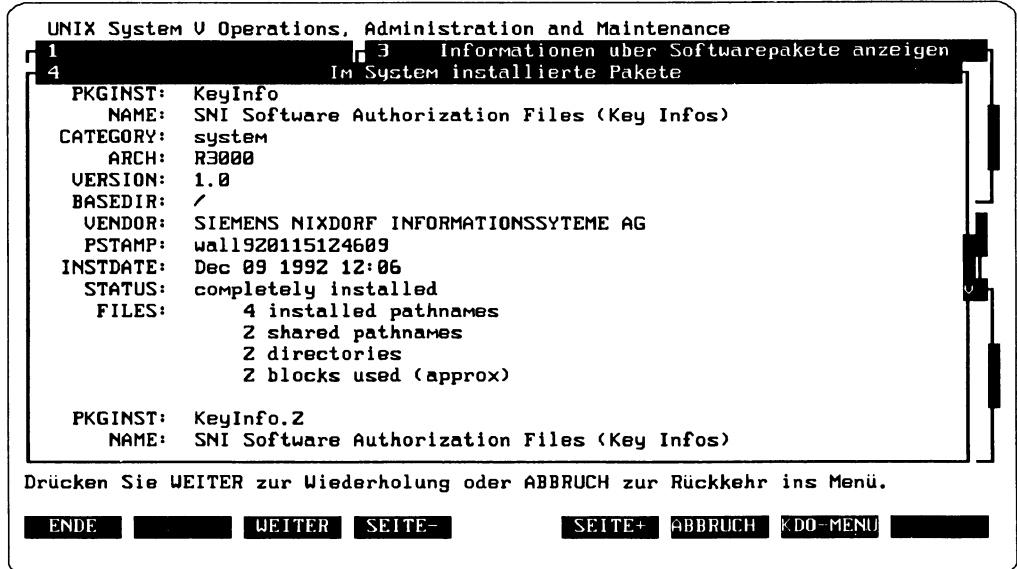 UNIX System V Operations, Administration and Maintenance
1
3 Informationen uber Softwarepakete anzeigen
4 Im System installierte Pakete
PKGINST: KeyInfo
NAME: SNI Software Authorization Files (Key Infos)
CATEGORY: system
ARCH: R3000
VERSION: 1.0
BASEDIR: /
VENDOR: SIEMENS NIXDORF INFORMATIONSSYTEME AG
PSTAMP: wall920115124609
INSTDATE: Dec 09 1992 12:06
STATUS: completely installed
FILES: 4 installed pathnames
2 shared pathnames
2 directories
2 blocks used (approx)
PKGINST: KeyInfo.2
NAME: SNI Software Authorization Files (Key Infos)
v
Drücken Sie WEITER zur Wiederholung oder ABBRUCH zur Rückkehr ins Menü.
ENDE WEITER SEITE- SEITE+ ABBRUCH KDO-MENU